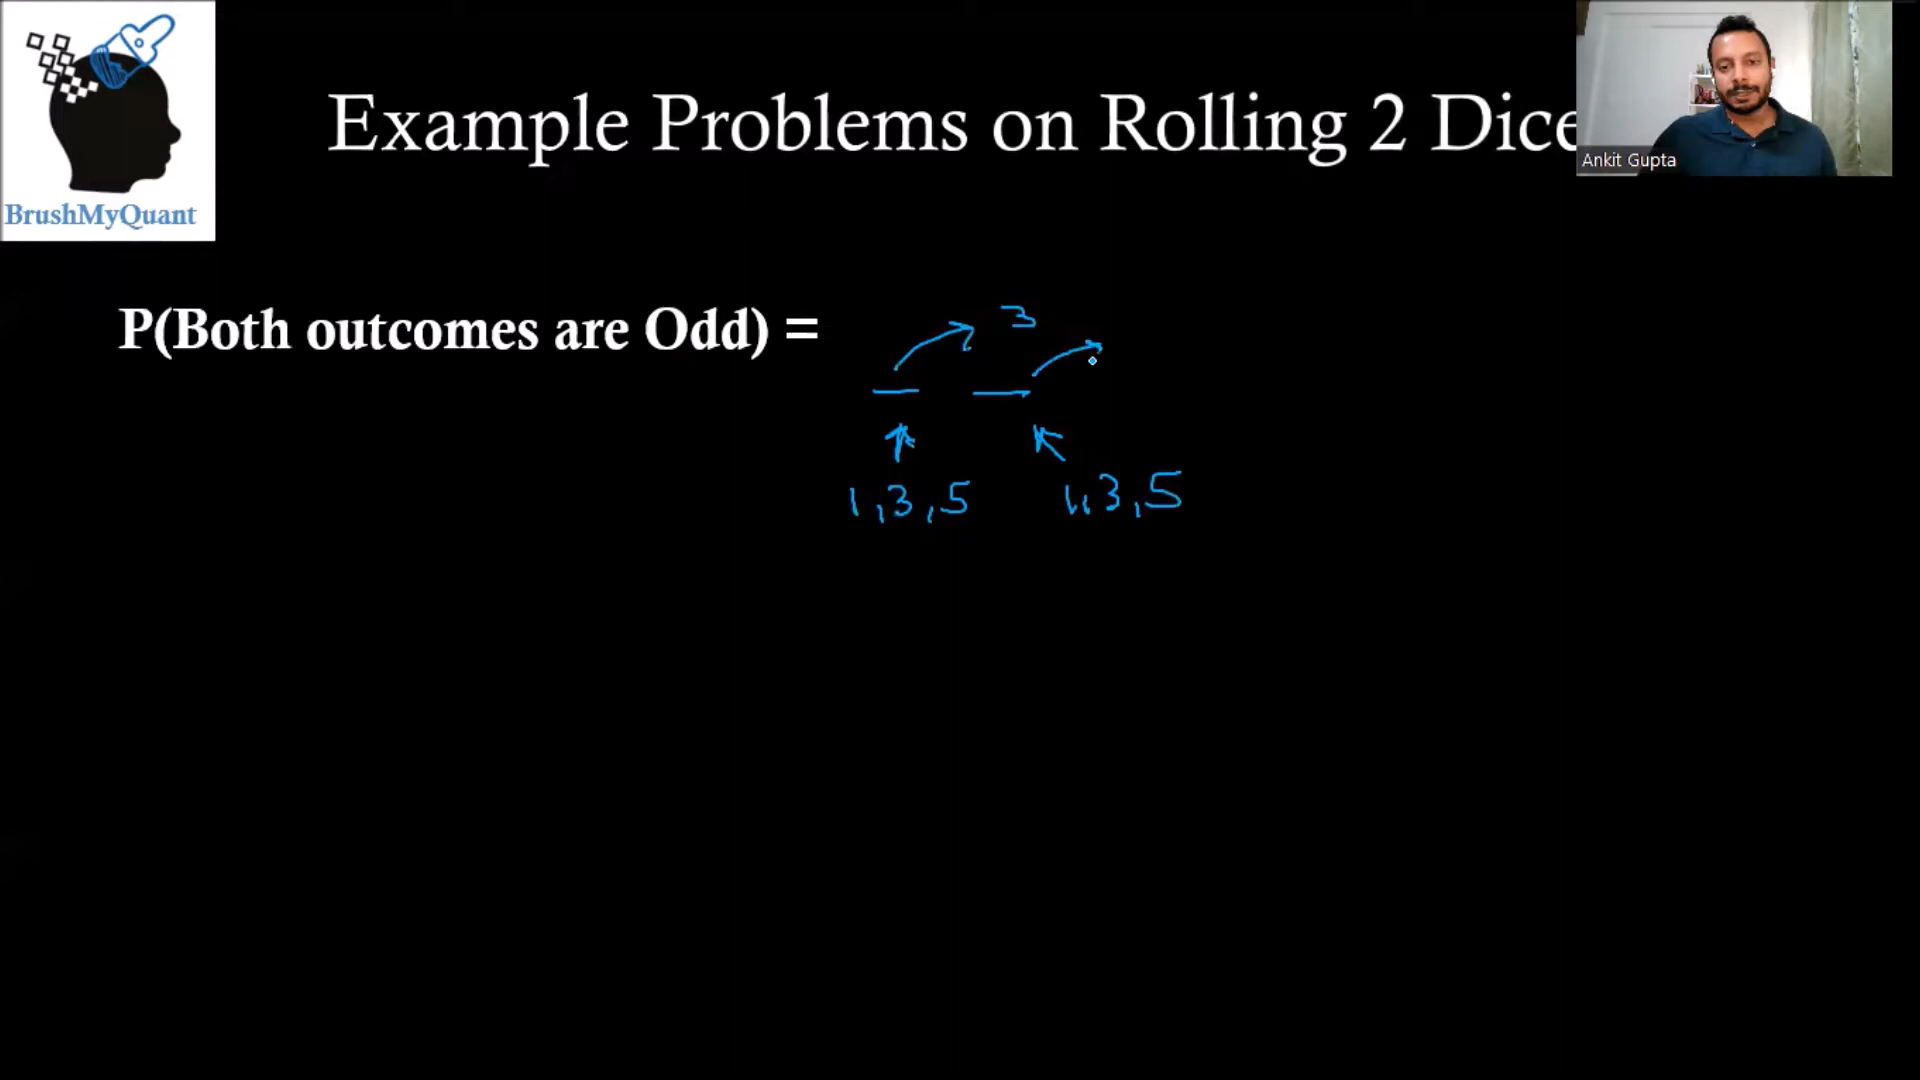 BrushMyQuant
Example Problems on Rolling 2 Dice
Ankit Gupta
P(Both outcomes are Odd) =
3
1,3,5
1,3,5